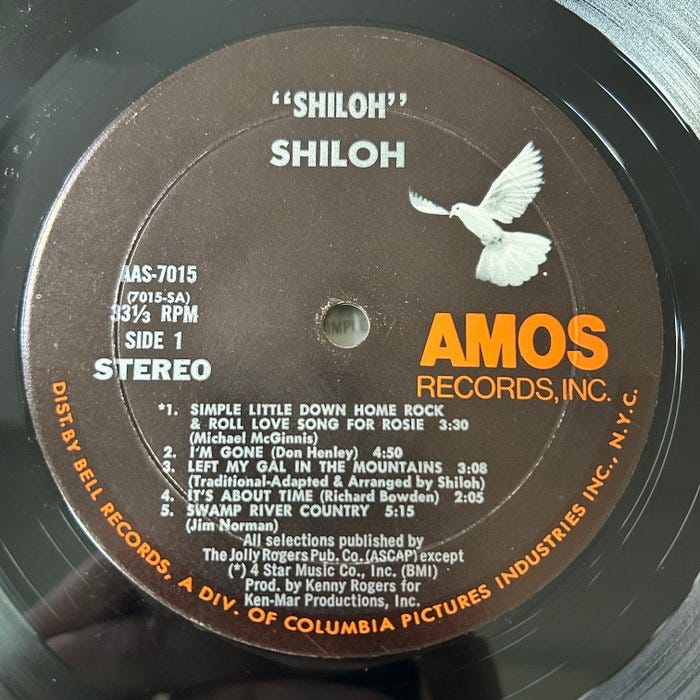 "SHILOH"
SHILOH
AAS-7015
(7015-SA)
33⅓ RPM
SIDE 1
STEREO
AMOS
RECORDS, INC.
*1. SIMPLE LITTLE DOWN HOME ROCK
& ROLL LOVE SONG FOR ROSIE 3:30
(Michael McGinnis)
2. I'M GONE (Don Henley) 4:50
3. LEFT MY GAL IN THE MOUNTAINS 3:08
(Traditional-Adapted & Arranged by Shiloh)
4. IT'S ABOUT TIME (Richard Bowden) 2:05
5. SWAMP RIVER COUNTRY 5:15
(Jim Norman)
All selections published by
The Jolly Rogers Pub. Co. (ASCAP) except
(*) 4 Star Music Co., Inc. (BMI)
Prod. by Kenny Rogers for
Ken-Mar Productions, Inc.
DIST. BY BELL RECORDS, A DIV. OF COLUMBIA PICTURES INDUSTRIES INC., N.Y.C.